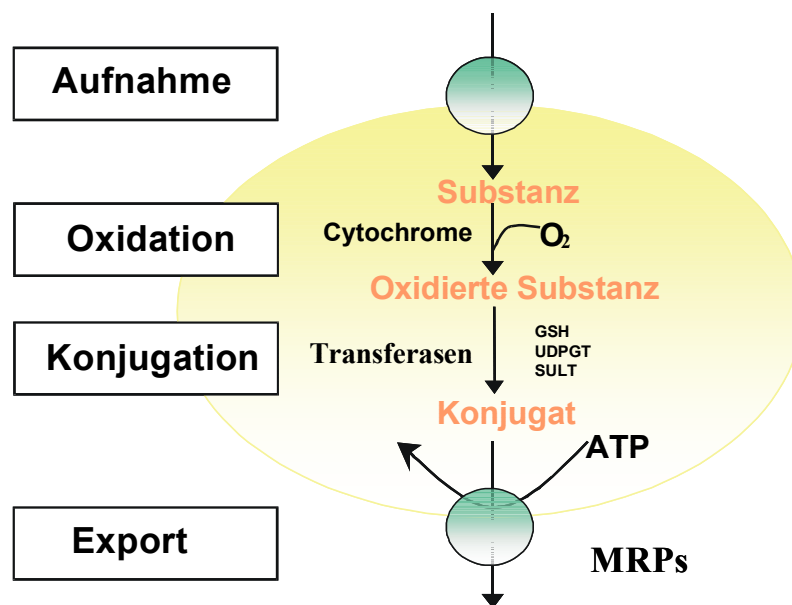 Aufnahme
Substanz
Oxidation
Cytochrome
O₂
Oxidierte Substanz
Konjugation
Transferasen
GSH
UDPGT
SULT
Konjugat
ATP
Export
MRPs